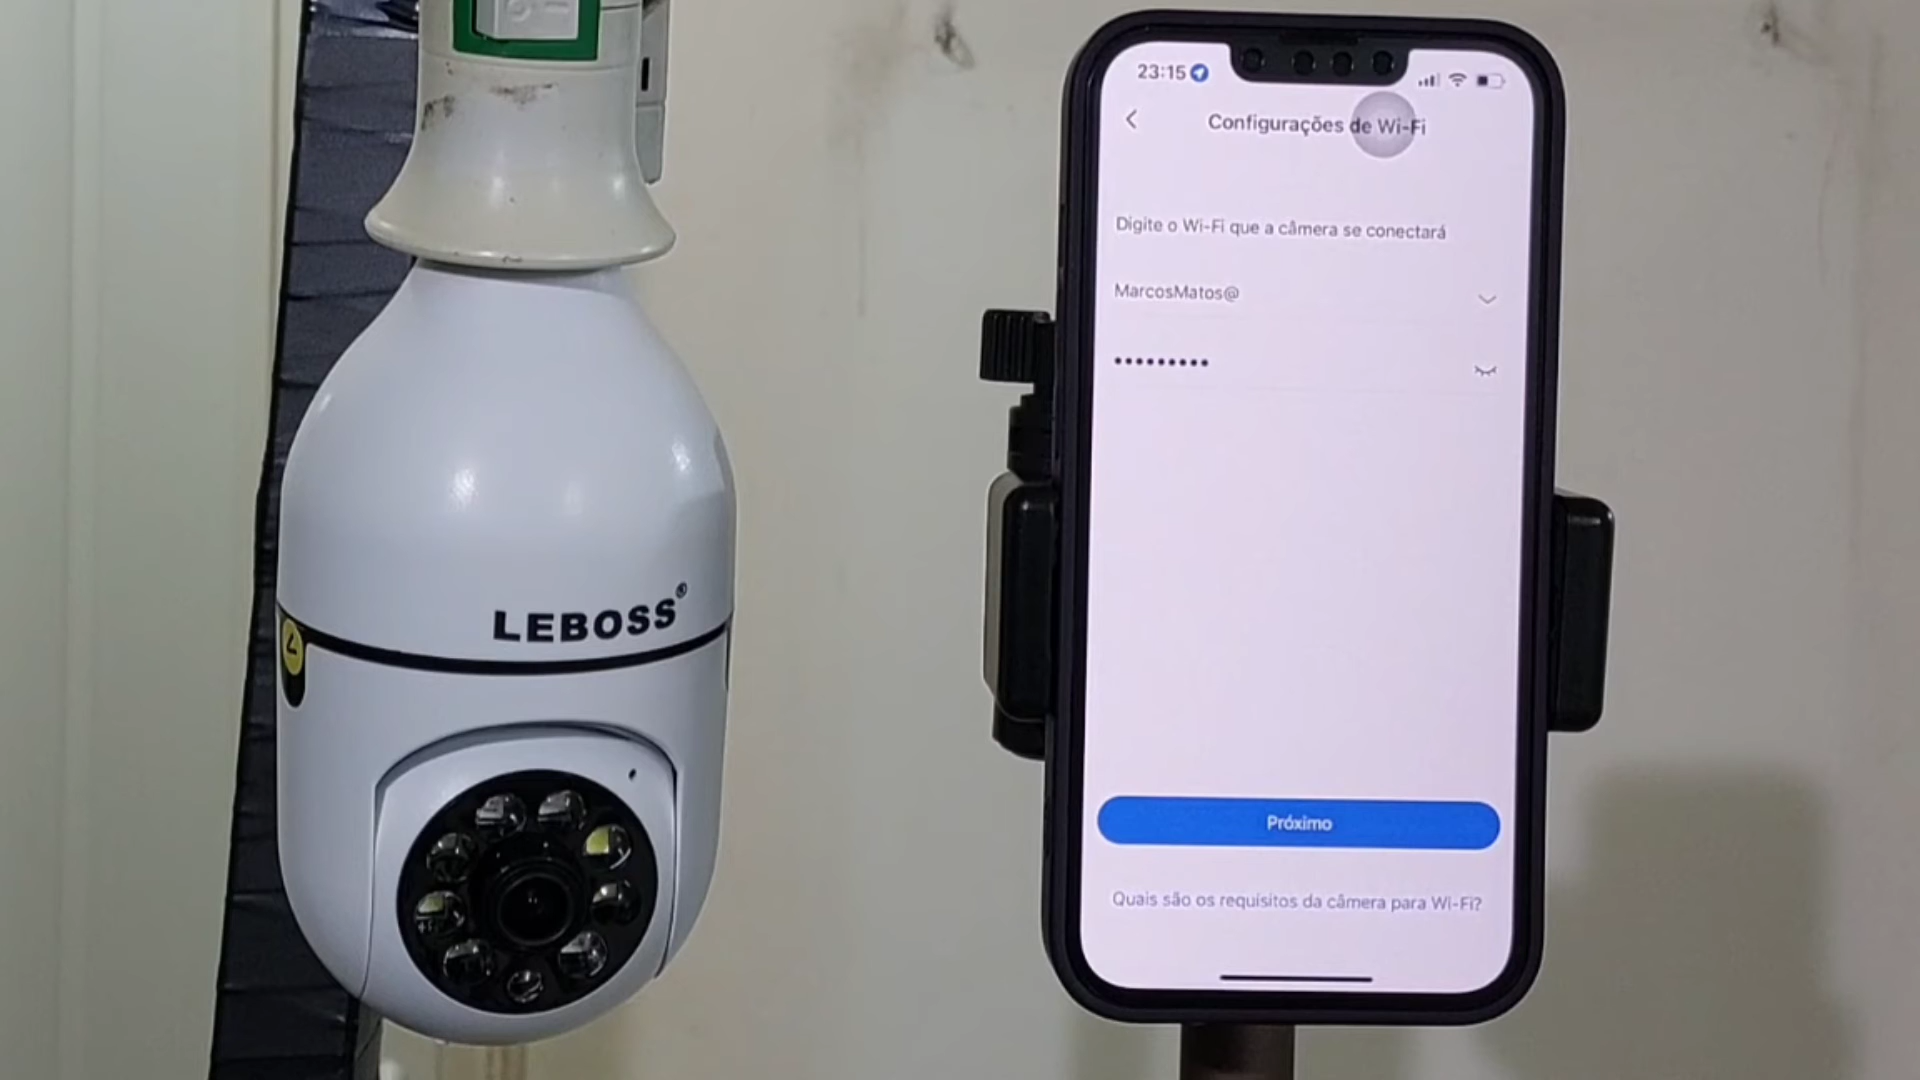 LEBOSS®
23:15
Configurações de Wi-Fi
Digite o Wi-Fi que a câmera se conectará
MarcosMatos@
•••••••••
Próximo
Quais são os requisitos da câmera para Wi-Fi?